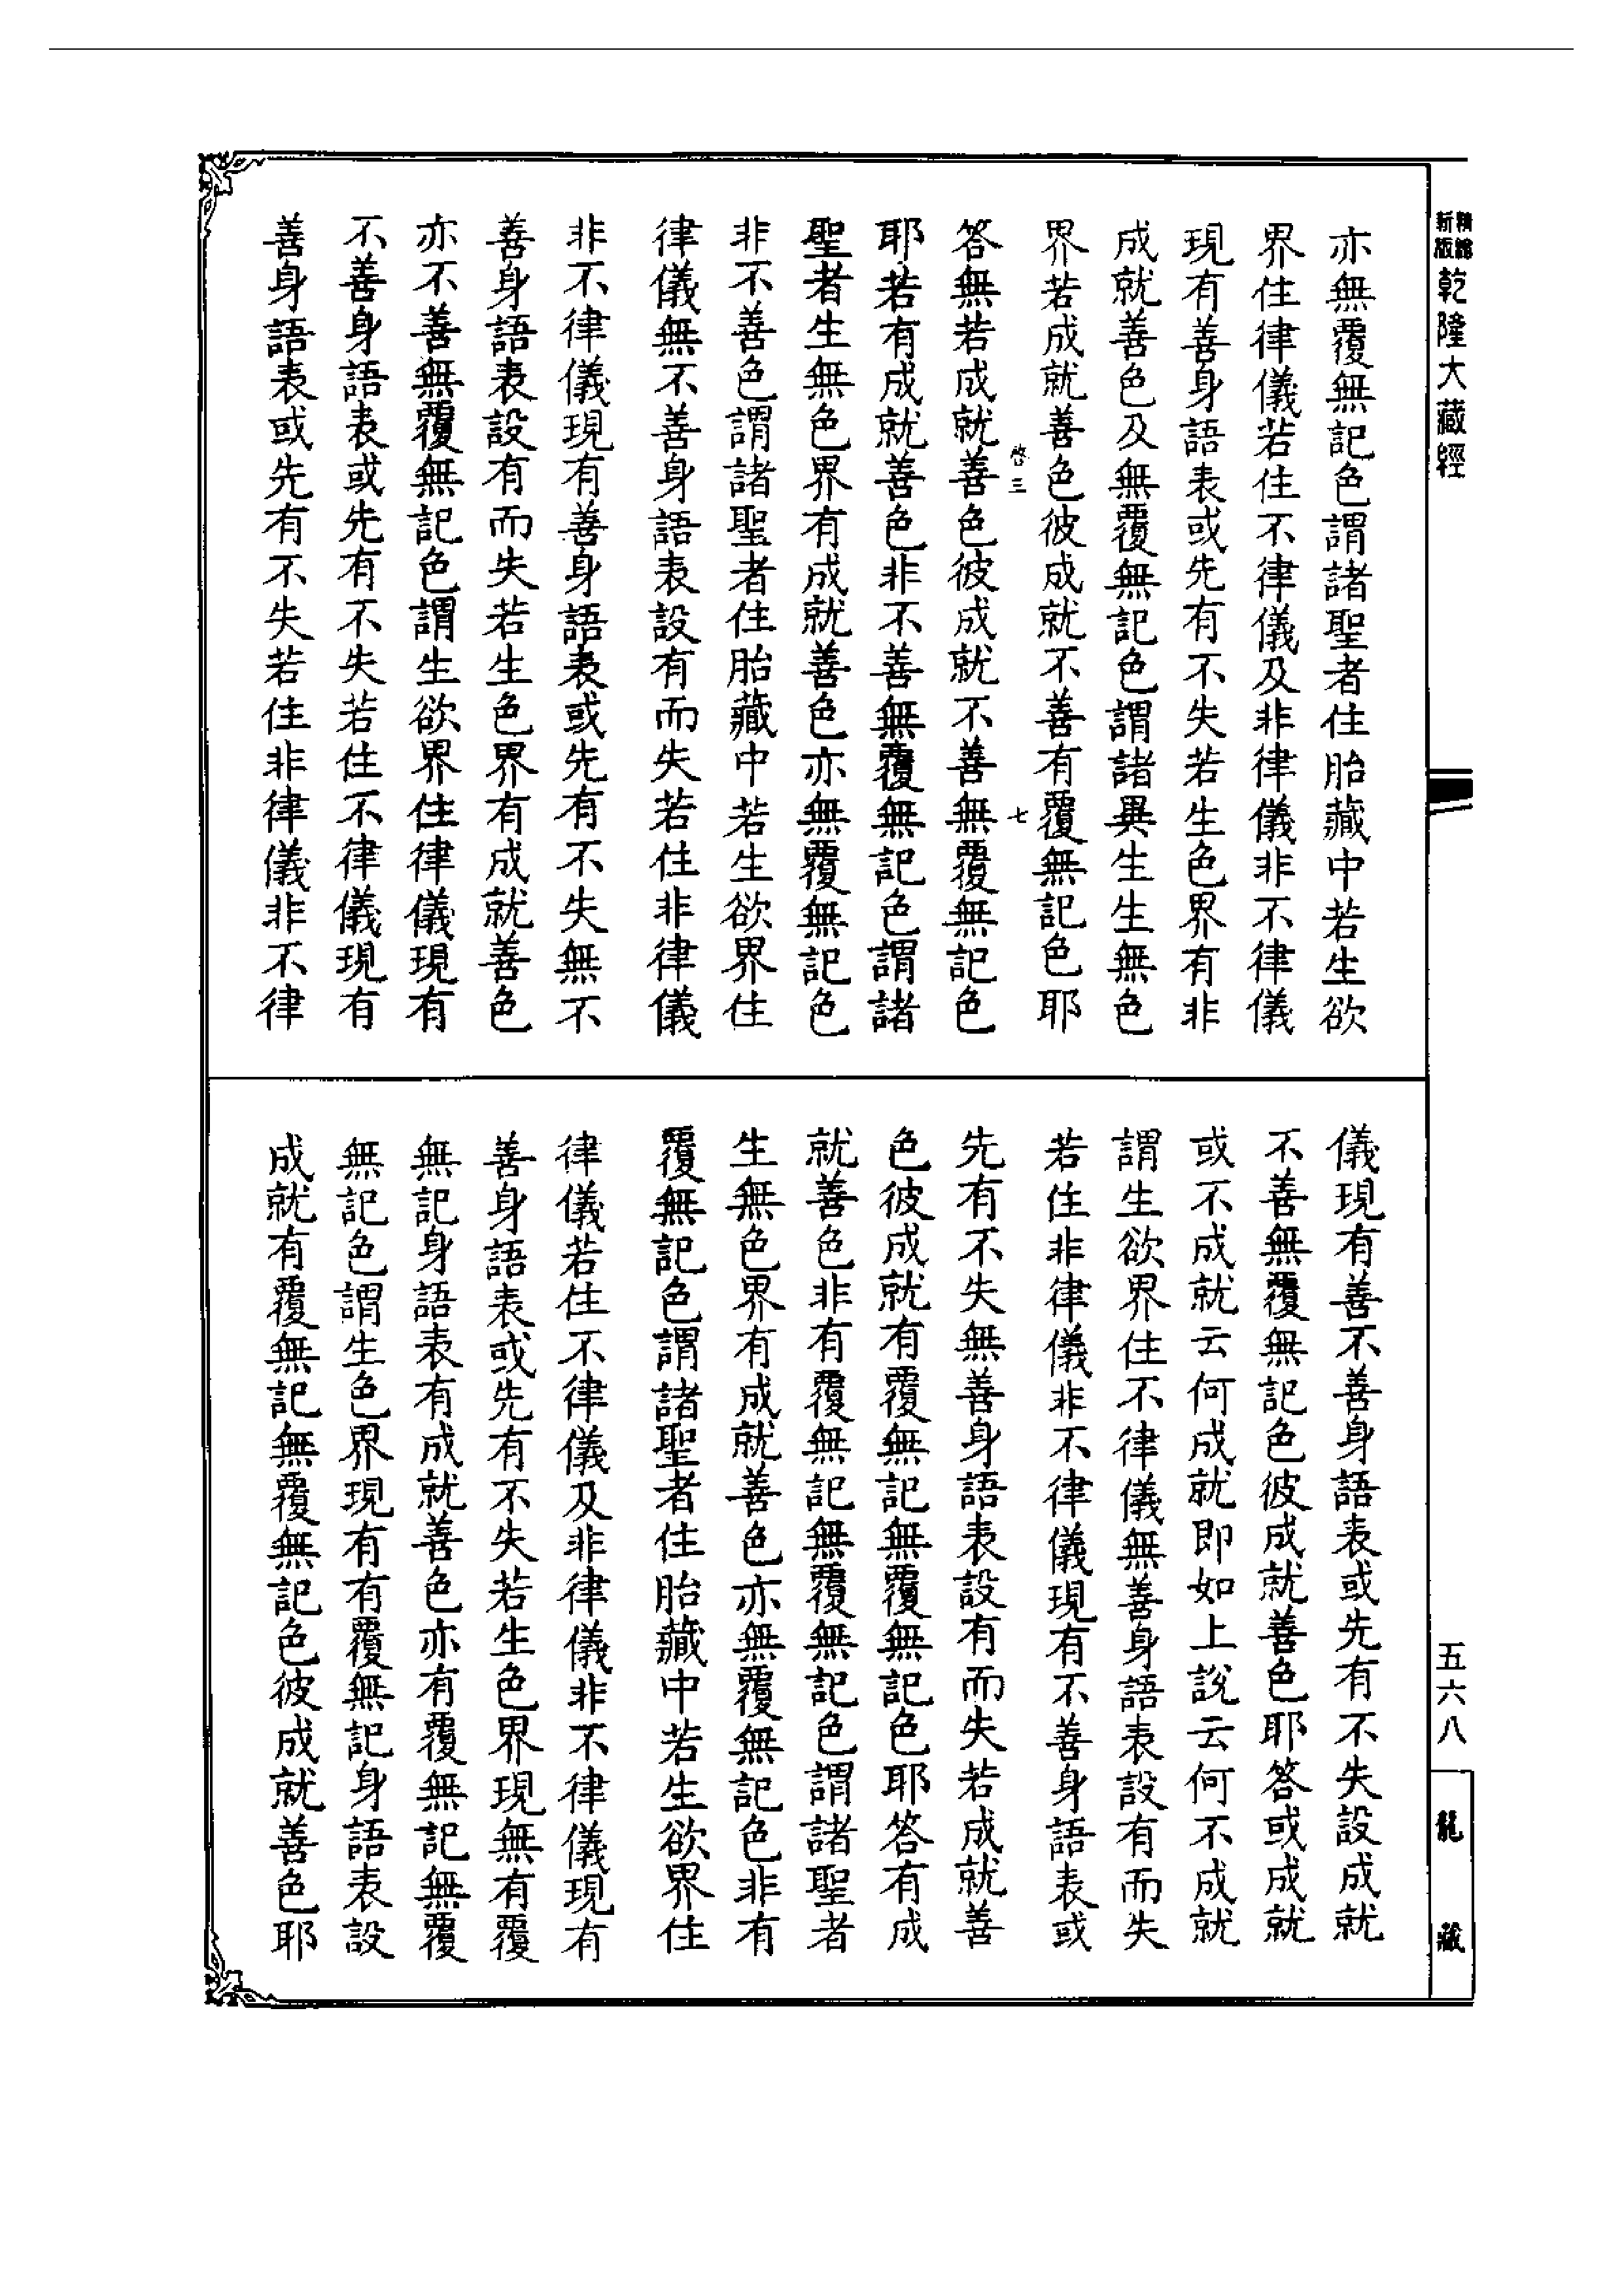 精縮新版乾隆大藏經
亦無覆無記色謂諸聖者住胎藏中若生欲
界住律儀若住不律儀及非律儀非不律儀
現有善身語表或先有不失若生色界有非
成就善色及無覆無記色謂諸異生生無色
界若成就善色彼成就不善有覆無記色耶
啓三 七
答無若成就善色彼成就不善無覆無記色
耶若有成就善色非不善無覆無記色謂諸
聖者生無色界有成就善色亦無覆無記色
非不善色謂諸聖者住胎藏中若生欲界住
律儀無不善身語表設有而失若住非律儀
非不律儀現有善身語表或先有不失無不
善身語表設有而失若生色界有成就善色
亦不善無覆無記色謂生欲界住律儀現有
不善身語表或先有不失若住不律儀現有
善身語表或先有不失若住非律儀非不律
儀現有善不善身語表或先有不失設成就
不善無覆無記色彼成就善色耶答或成就
或不成就云何成就即如上說云何不成就
謂生欲界住不律儀無善身語表設有而失
若住非律儀非不律儀現有不善身語表或
先有不失無善身語表設有而失若成就善
色彼成就有覆無記無覆無記色耶答有成
就善色非有覆無記無覆無記色謂諸聖者
生無色界有成就善色亦無覆無記色非有
覆無記色謂諸聖者住胎藏中若生欲界住
律儀若住不律儀及非律儀非不律儀現有
善身語表或先有不失若生色界現無有覆
無記身語表有成就善色亦有覆無記無覆
無記色謂生色界現有有覆無記身語表設
成就有覆無記無覆無記色彼成就善色耶
五六八
龍藏